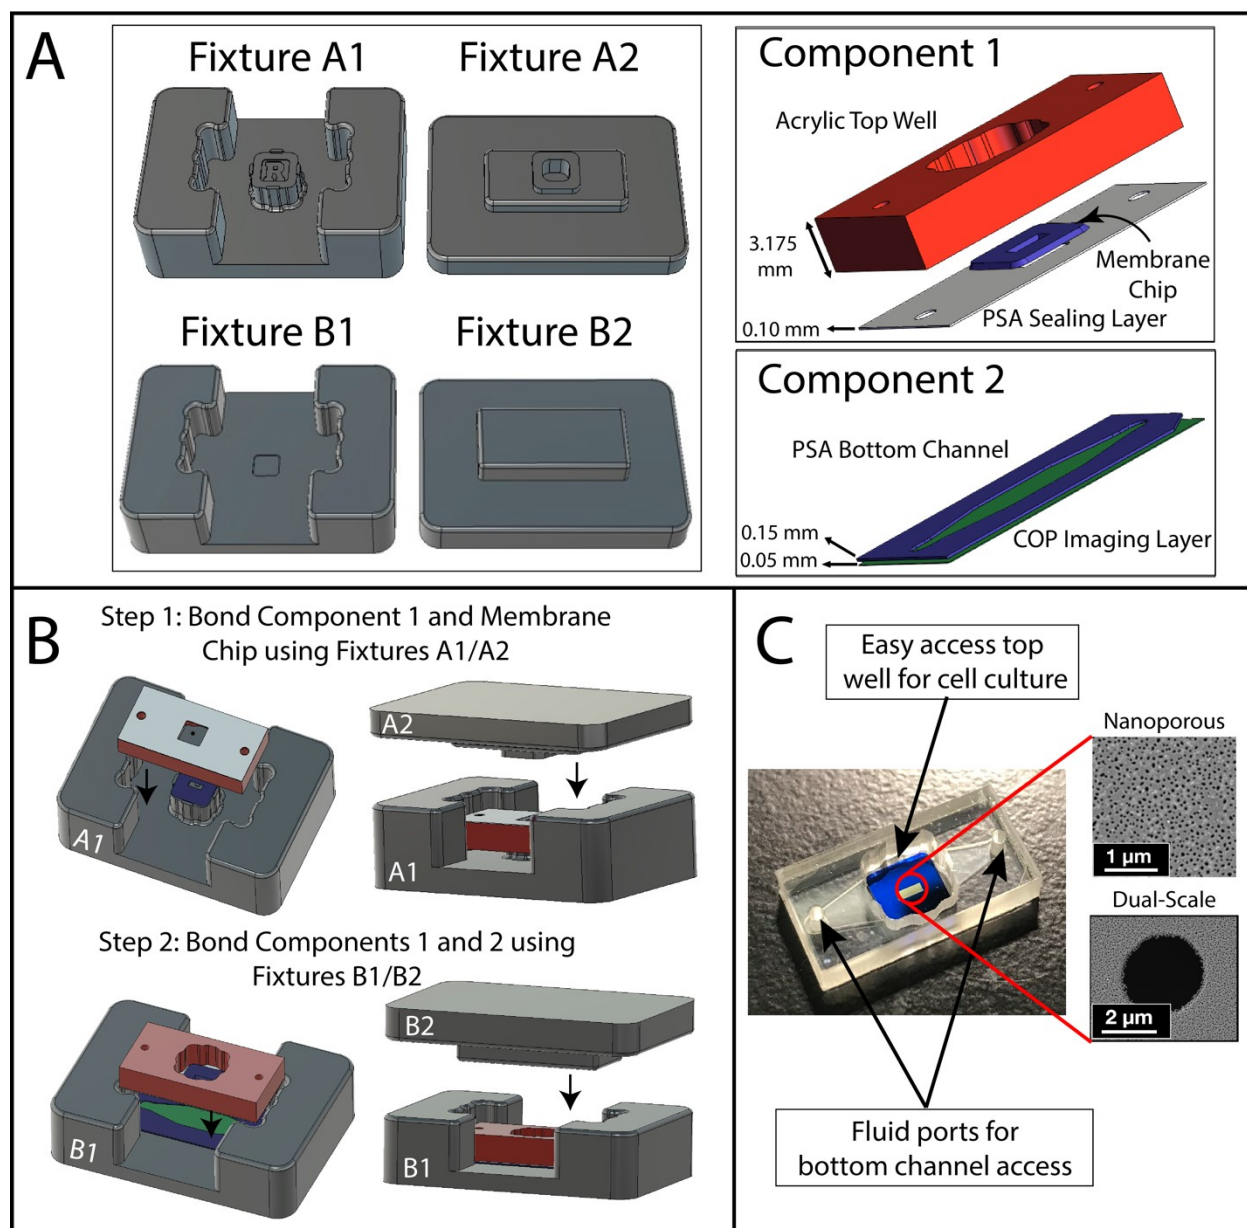 A
Fixture A1
Fixture A2
R
Fixture B1
Fixture B2
Component 1
Acrylic Top Well
3.175
mm
Membrane
Chip
PSA Sealing Layer
0.10 mm
Component 2
PSA Bottom Channel
0.15 mm
0.05 mm
COP Imaging Layer
B
Step 1: Bond Component 1 and Membrane
Chip using Fixtures A1/A2
A1
A2
A1
Step 2: Bond Components 1 and 2 using
Fixtures B1/B2
B1
B2
B1
C
Easy access top
well for cell culture
Nanoporous
1 µm
Dual-Scale
2 µm
Fluid ports for
bottom channel access